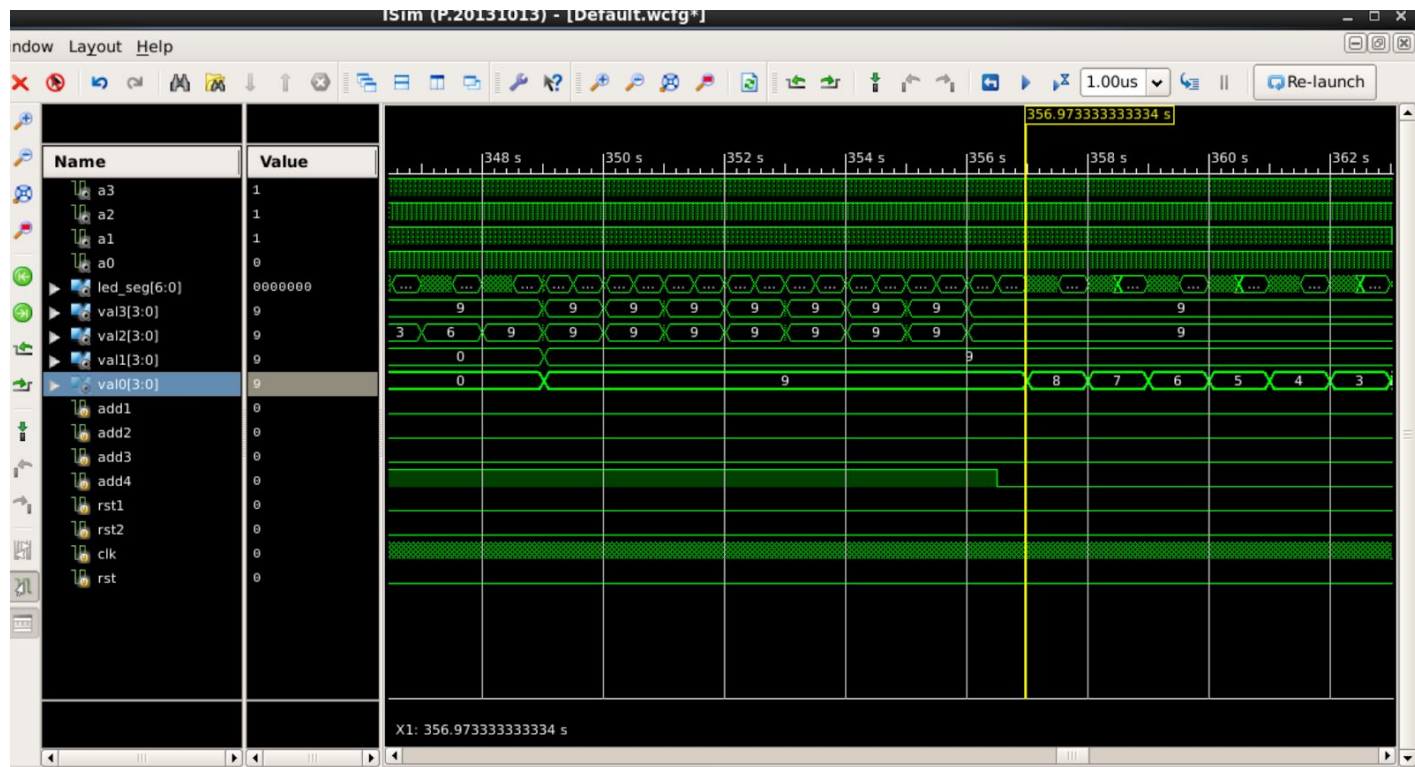 ISim (P.20131013) - [Default.wcfg*]
ndow Layout Help
1.00us Re-launch
356.973333333334 s
Name Value
348 s 350 s 352 s 354 s 356 s 358 s 360 s 362 s
a3 1
a2 1
a1 1
a0 0
led_seg[6:0] 0000000 ... ... ... ... ... ... ... ... ... ... ... ... ... ... ... ...
val3[3:0] 9 9 9 9 9 9 9 9 9 9
val2[3:0] 9 3 6 9 9 9 9 9 9 9 9 9
val1[3:0] 9 0 9
val0[3:0] 9 0 9 8 7 6 5 4 3
add1 0
add2 0
add3 0
add4 0
rst1 0
rst2 0
clk 0
rst 0
X1: 356.973333333334 s